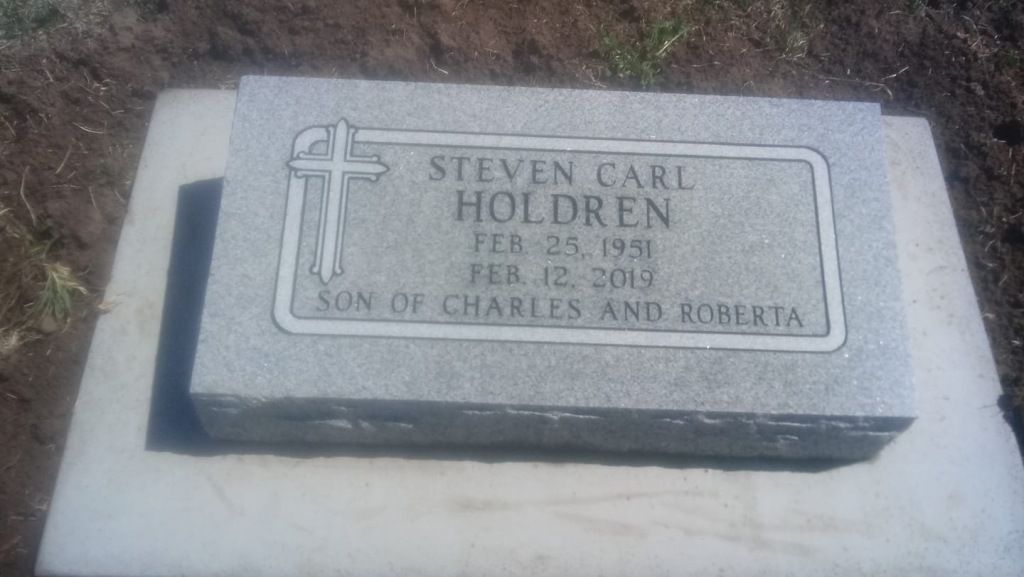 STEVEN CARL
HOLDREN
FEB. 25, 1951
FEB. 12, 2019
SON OF CHARLES AND ROBERTA